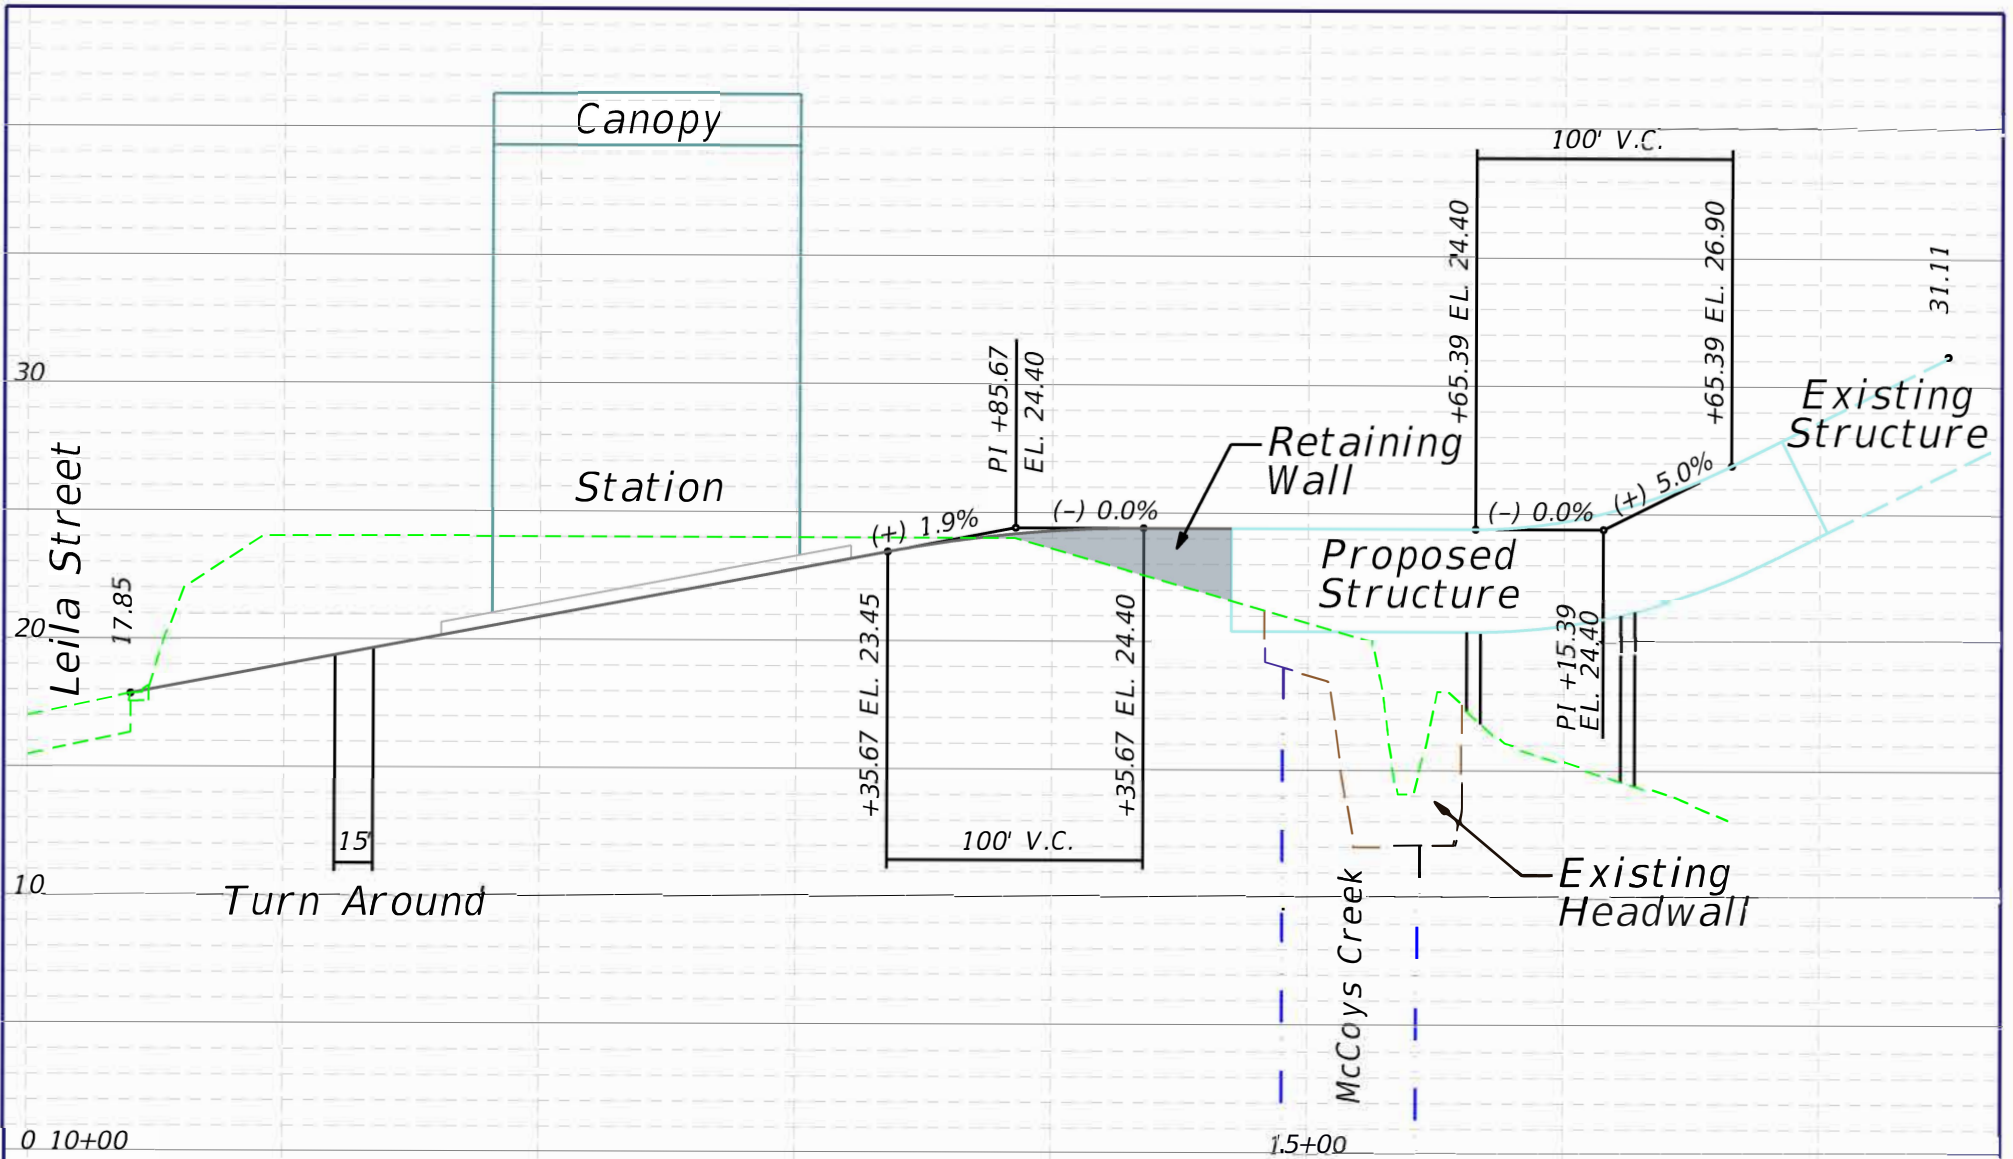 Canopy
100' V.C.
+65.39 EL. 24.40
+65.39 EL. 26.90
31.11
30
PI +85.67
EL. 24.40
Existing
Structure
Leila Street
Station
Retaining
Wall
(+) 1.9%
(-) 0.0%
(-) 0.0%
(+) 5.0%
17.85
20
Proposed
Structure
+35.67 EL. 23.45
+35.67 EL. 24.40
PI +15.39
EL. 24.40
15'
100' V.C.
10
Turn Around
McCoys Creek
Existing
Headwall
0 10+00
15+00